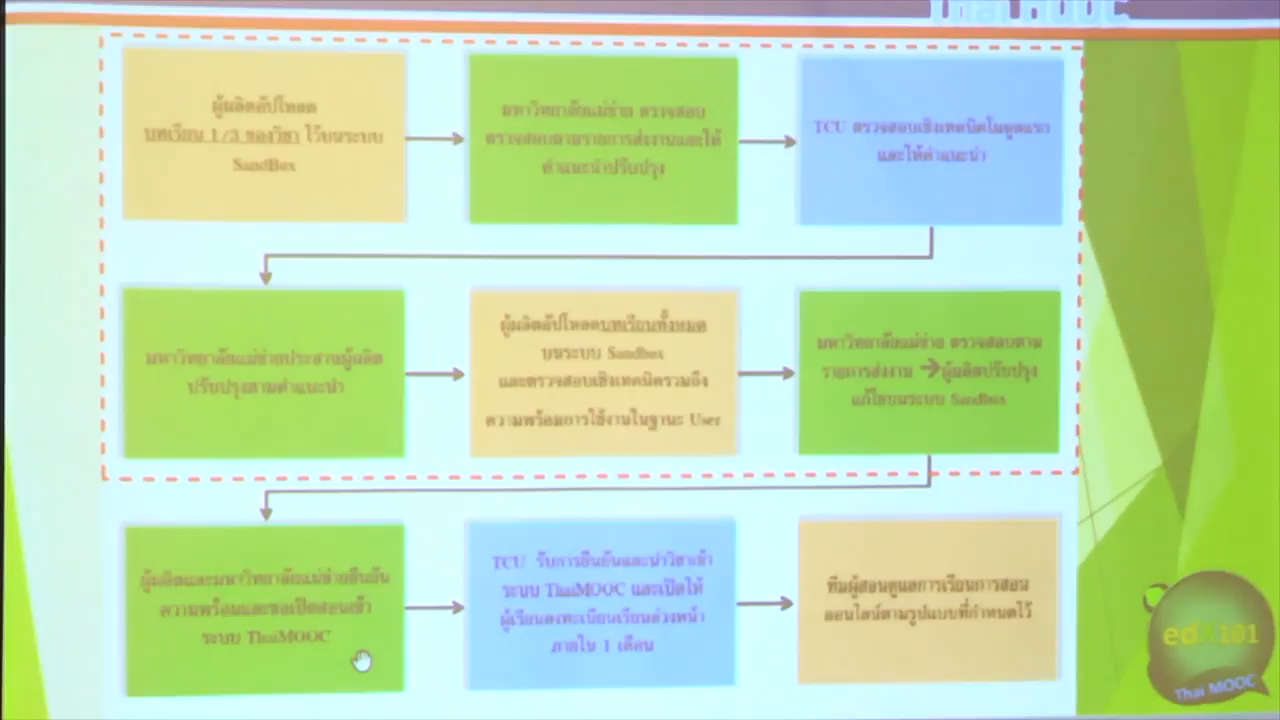 Thai MOOC
ผู้ผลิตอัปโหลด
บทเรียน 1/3 ของวิชา ไว้บนระบบ
SandBox
มหาวิทยาลัยแม่ข่าย ตรวจสอบ
ตรวจสอบตามรายการส่งงานและให้
คำแนะนำปรับปรุง
TCU ตรวจสอบเชิงเทคนิคโมดูลแรก
และให้คำแนะนำ
มหาวิทยาลัยแม่ข่ายประสานผู้ผลิต
ปรับปรุงตามคำแนะนำ
ผู้ผลิตอัปโหลดบทเรียนทั้งหมด
บนระบบ Sandbox
และตรวจสอบเชิงเทคนิครวมถึง
ความพร้อมการใช้งานในฐานะ User
มหาวิทยาลัยแม่ข่าย ตรวจสอบตาม
รายการส่งงาน →ผู้ผลิตปรับปรุง
แก้ไขบนระบบ Sandbox
ผู้ผลิตและมหาวิทยาลัยแม่ข่ายยืนยัน
ความพร้อมและขอเปิดสอนเข้า
ระบบ ThaiMOOC
TCU รับการยืนยันและนำวิชาเข้า
ระบบ ThaiMOOC และเปิดให้
ผู้เรียนลงทะเบียนเรียนล่วงหน้า
ภายใน 1 เดือน
ทีมผู้สอนดูแลการเรียนการสอน
ออนไลน์ตามรูปแบบที่กำหนดไว้
edX101
Thai MOOC